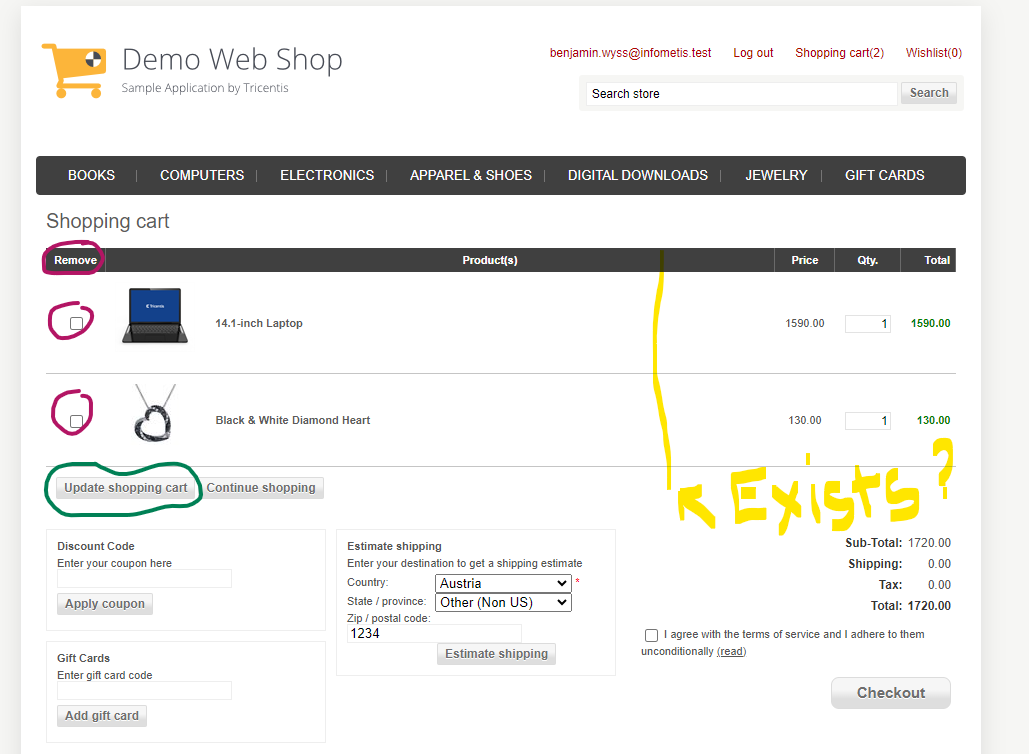 Demo Web Shop
Sample Application by Tricentis
benjamin.wyss@infometis.test Log out Shopping cart(2) Wishlist(0)
Search store Search
BOOKS COMPUTERS ELECTRONICS APPAREL & SHOES DIGITAL DOWNLOADS JEWELRY GIFT CARDS
Shopping cart
Remove Product(s) Price Qty. Total
Tricentis
14.1-inch Laptop 1590.00 1 1590.00
Black & White Diamond Heart 130.00 1 130.00
Exists?
Update shopping cart Continue shopping
Discount Code
Enter your coupon here
Apply coupon
Gift Cards
Enter gift card code
Add gift card
Estimate shipping
Enter your destination to get a shipping estimate
Country: Austria *
State / province: Other (Non US)
Zip / postal code:
1234
Estimate shipping
Sub-Total: 1720.00
Shipping: 0.00
Tax: 0.00
Total: 1720.00
I agree with the terms of service and I adhere to them
unconditionally (read)
Checkout